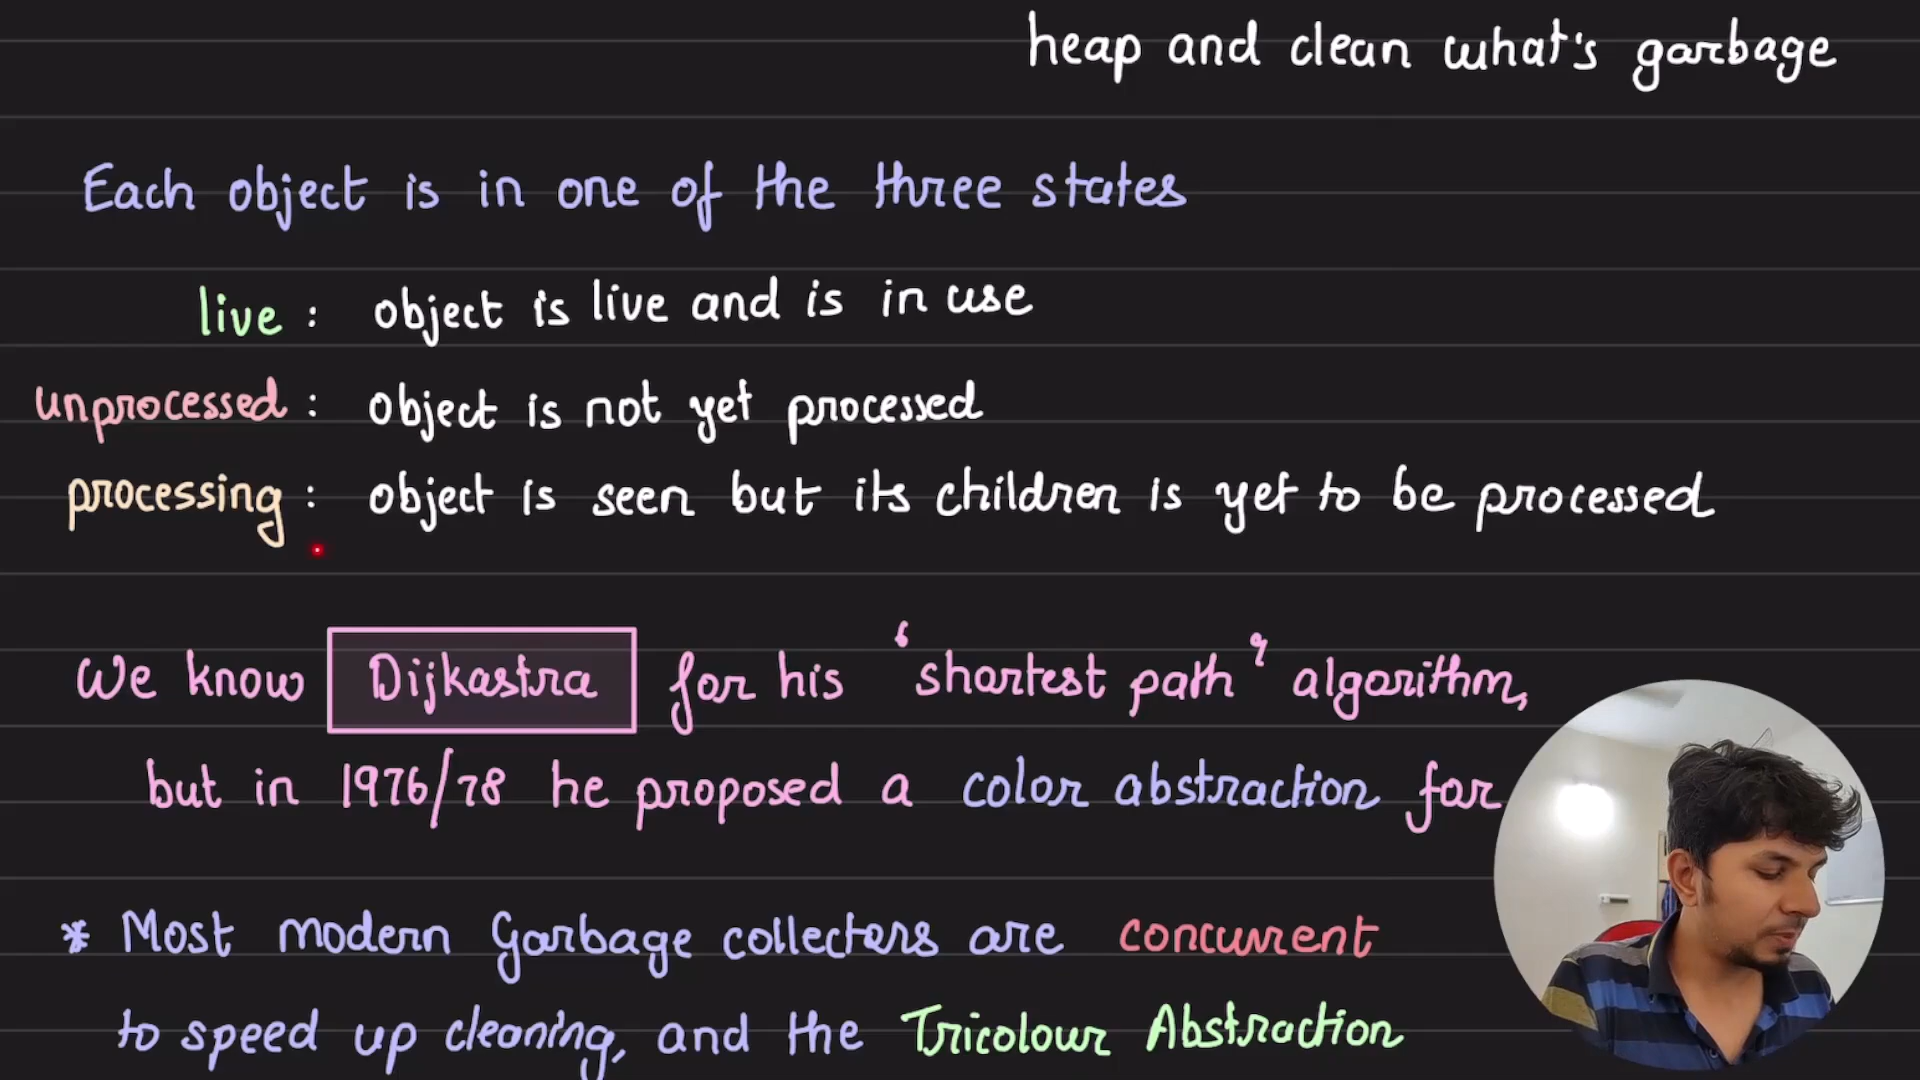 heap and clean what's garbage
Each object is in one of the three states
live : object is live and is in use
unprocessed : object is not yet processed
processing : object is seen but its children is yet to be processed
We know Dijkastra for his 'shortest path' algorithm,
but in 1976/78 he proposed a color abstraction for
* Most modern Garbage collectors are concurrent
to speed up cleaning, and the Tricolour Abstraction